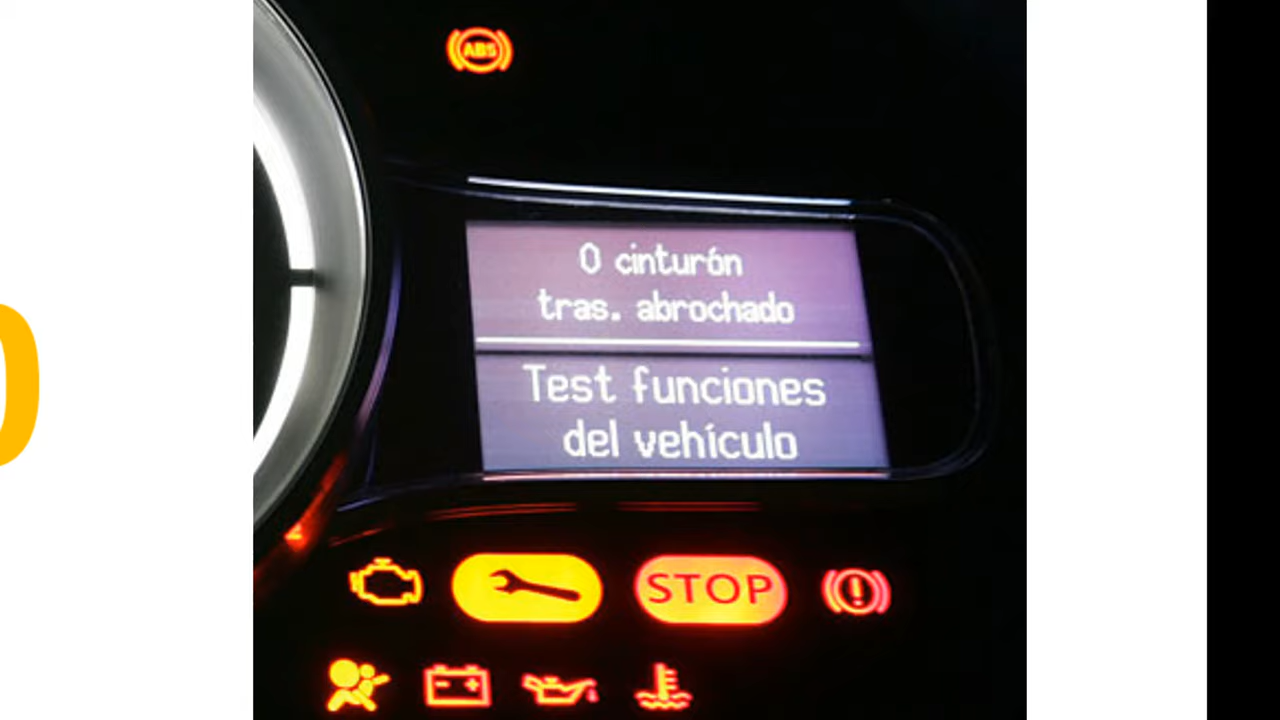 ABS
0 cinturón
tras. abrochado
Test funciones
del vehículo
STOP